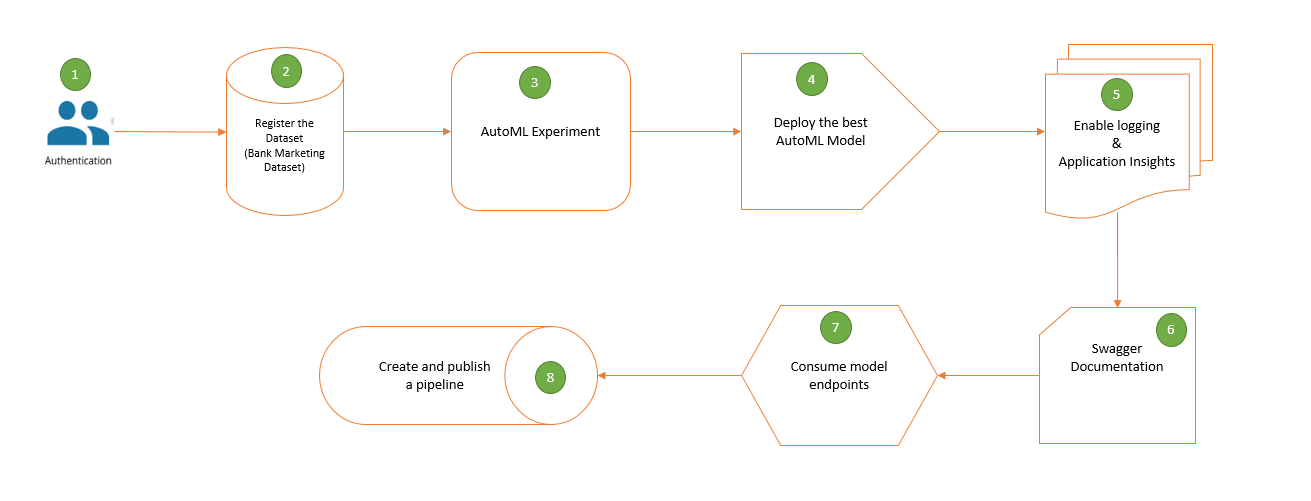 1
Authentication
2
Register the
Dataset
(Bank Marketing
Dataset)
3
AutoML Experiment
4
Deploy the best
AutoML Model
5
Enable logging
&
Application Insights
6
Swagger
Documentation
7
Consume model
endpoints
8
Create and publish
a pipeline